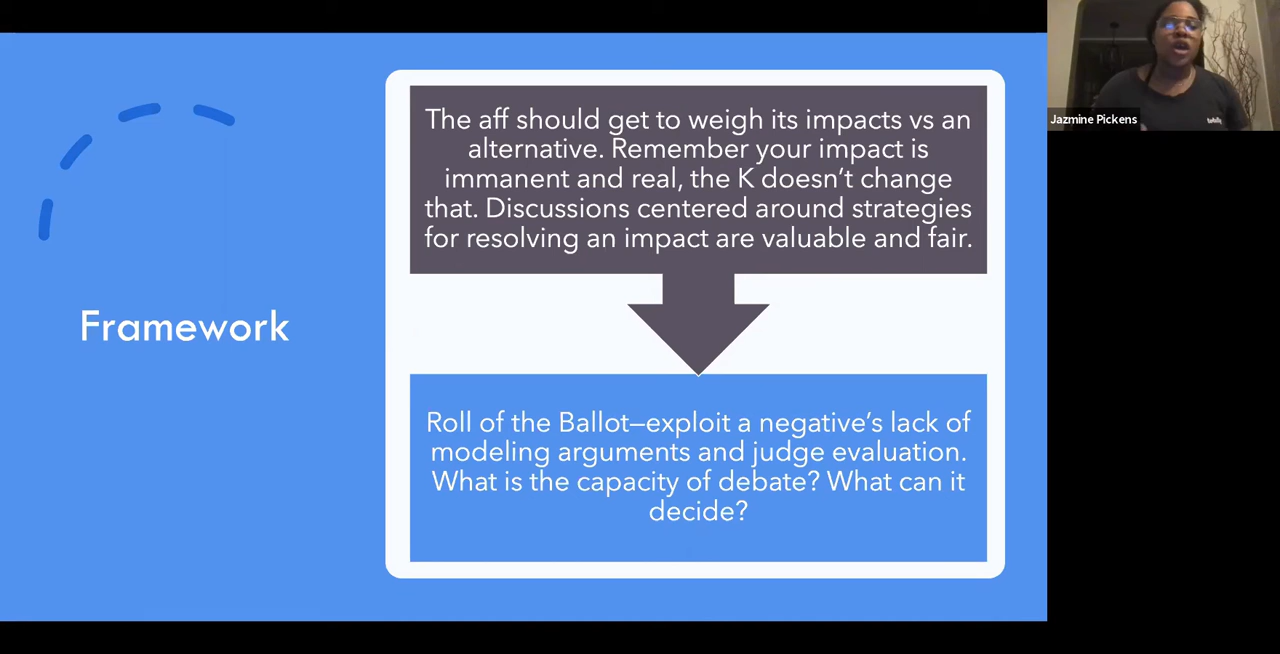 Framework
The aff should get to weigh its impacts vs an
alternative. Remember your impact is
immanent and real, the K doesn't change
that. Discussions centered around strategies
for resolving an impact are valuable and fair.
Roll of the Ballot—exploit a negative's lack of
modeling arguments and judge evaluation.
What is the capacity of debate? What can it
decide?
Jazmine Pickens